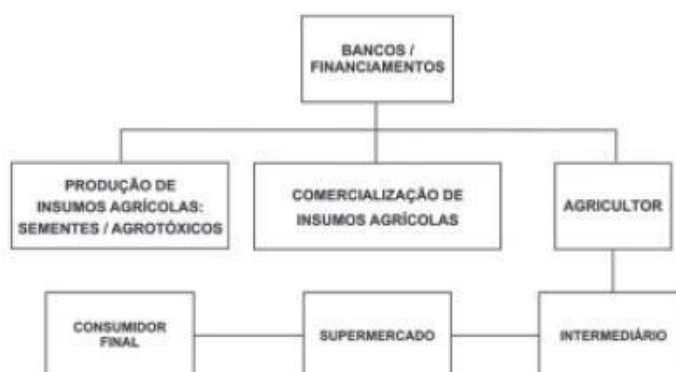 BANCOS /
FINANCIAMENTOS
PRODUÇÃO DE
INSUMOS AGRÍCOLAS:
SEMENTES / AGROTÓXICOS
COMERCIALIZAÇÃO DE
INSUMOS AGRÍCOLAS
AGRICULTOR
CONSUMIDOR
FINAL
SUPERMERCADO
INTERMEDIÁRIO